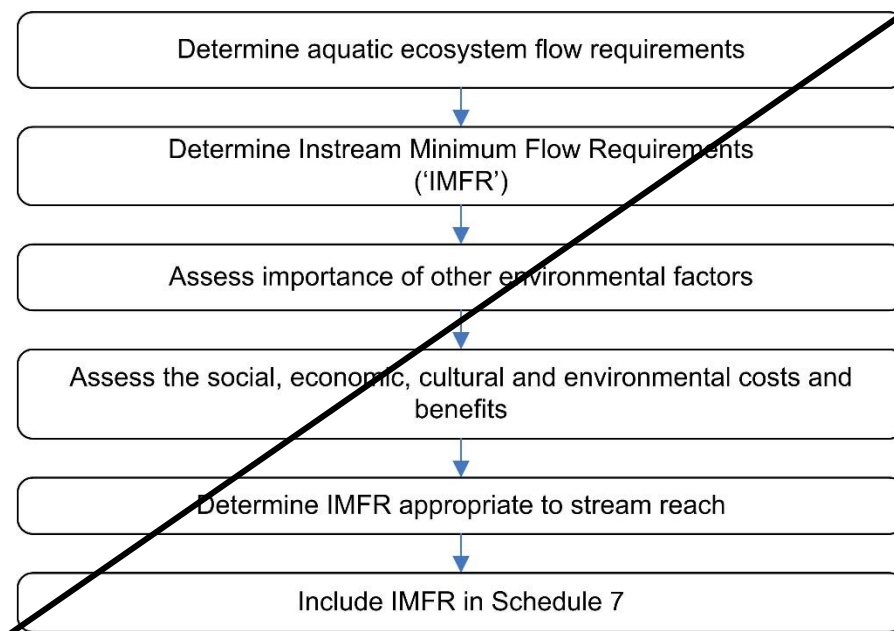 Determine aquatic ecosystem flow requirements
Determine Instream Minimum Flow Requirements
(‘IMFR’)
Assess importance of other environmental factors
Assess the social, economic, cultural and environmental costs and
benefits
Determine IMFR appropriate to stream reach
Include IMFR in Schedule 7